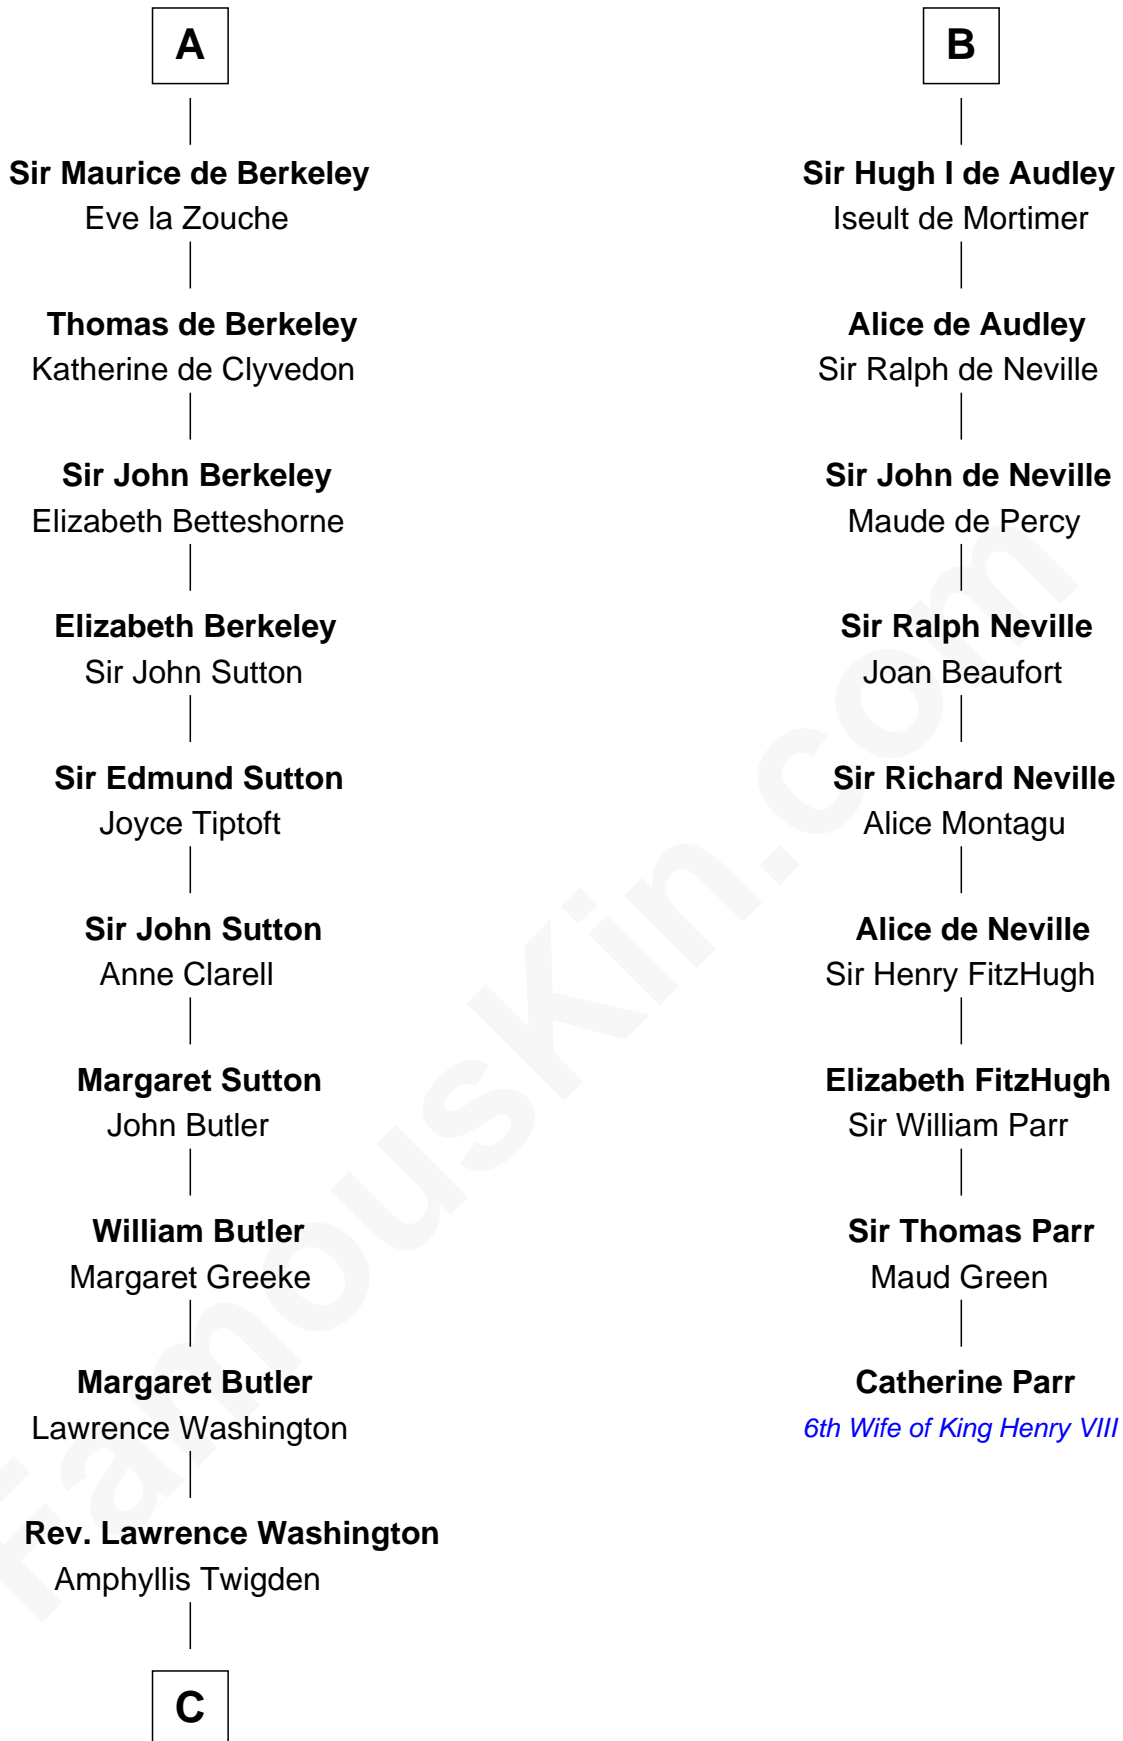 A
Sir Maurice de Berkeley
Eve la Zouche
Thomas de Berkeley
Katherine de Clyvedon
Sir John Berkeley
Elizabeth Betteshorne
Elizabeth Berkeley
Sir John Sutton
Sir Edmund Sutton
Joyce Tiptoft
Sir John Sutton
Anne Clarell
Margaret Sutton
John Butler
William Butler
Margaret Greeke
Margaret Butler
Lawrence Washington
Rev. Lawrence Washington
Amphyllis Twigden
C
B
Sir Hugh I de Audley
Iseult de Mortimer
Alice de Audley
Sir Ralph de Neville
Sir John de Neville
Maude de Percy
Sir Ralph Neville
Joan Beaufort
Sir Richard Neville
Alice Montagu
Alice de Neville
Sir Henry FitzHugh
Elizabeth FitzHugh
Sir William Parr
Sir Thomas Parr
Maud Green
Catherine Parr
6th Wife of King Henry VIII
FamousKin.com